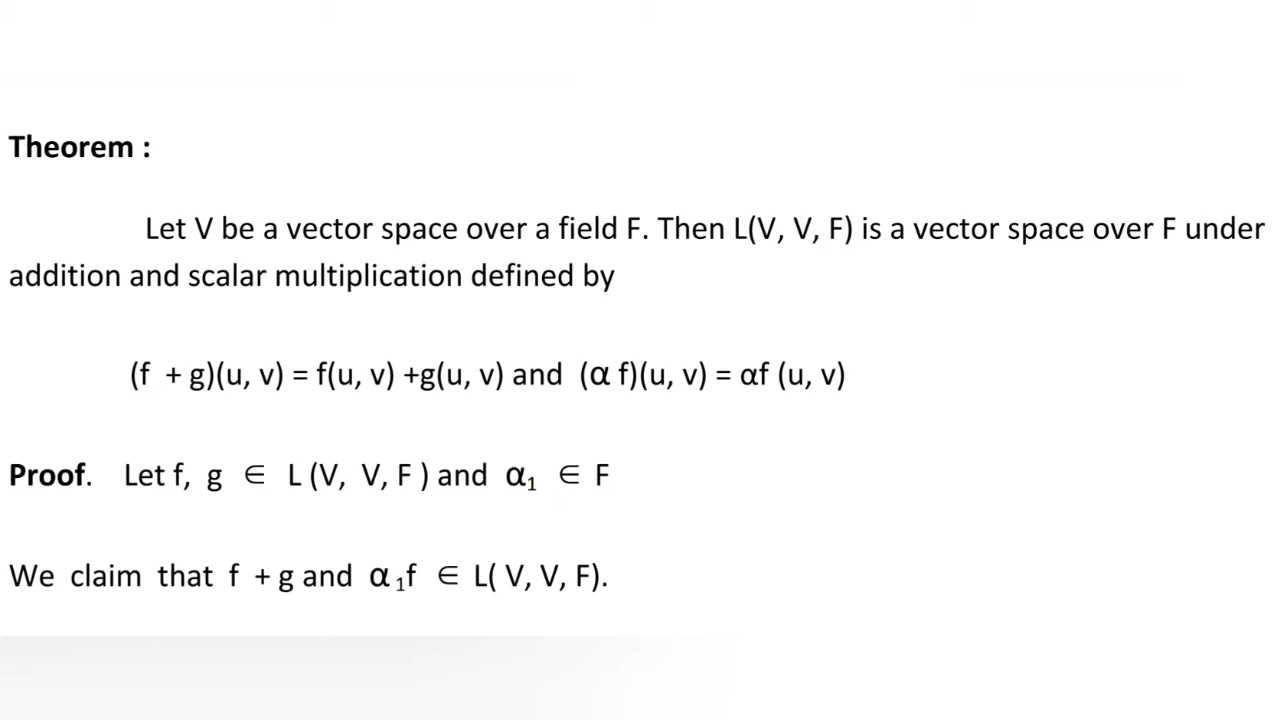 Theorem :
Let V be a vector space over a field F. Then L(V, V, F) is a vector space over F under
addition and scalar multiplication defined by
(f + g)(u, v) = f(u, v) +g(u, v) and (α f)(u, v) = αf (u, v)
Proof. Let f, g ∈ L (V, V, F ) and α₁ ∈ F
We claim that f + g and α₁f ∈ L( V, V, F).